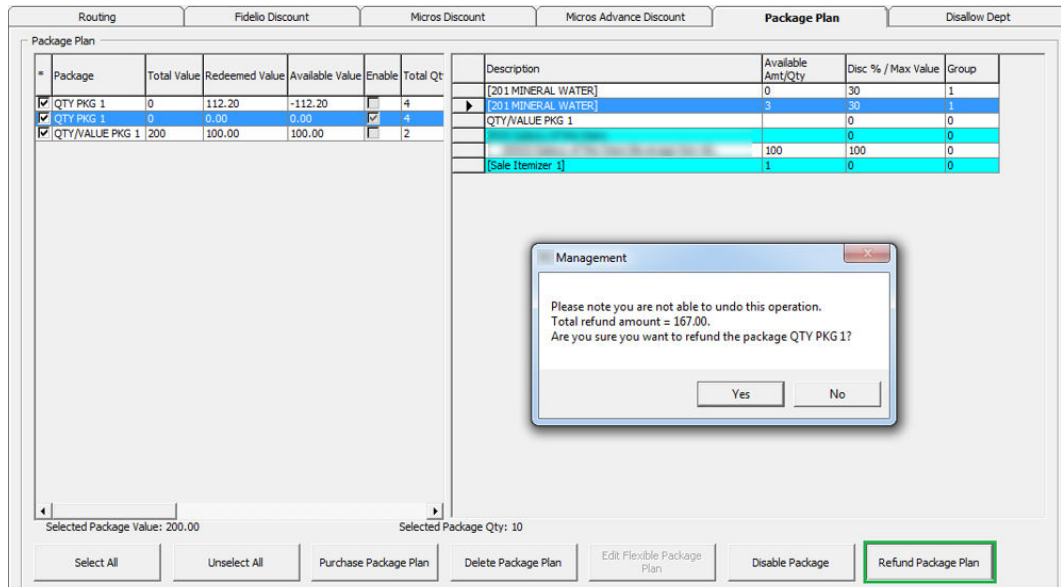 Routing Fidelio Discount Micros Discount Micros Advance Discount Package Plan Disallow Dept
Package Plan
* Package Total Value Redeemed Value Available Value Enable Total Qt
QTY PKG 1 0 112.20 -112.20 4
QTY PKG 1 0 0.00 0.00 4
QTY/VALUE PKG 1 200 100.00 100.00 2
Description Available Amt/Qty Disc % / Max Value Group
[201 MINERAL WATER] 0 30 1
[201 MINERAL WATER] 3 30 1
QTY/VALUE PKG 1 0 0
0 0
100 100 0
[Sale Itemizer 1] 1 0 0
Management
Please note you are not able to undo this operation.
Total refund amount = 167.00.
Are you sure you want to refund the package QTY PKG 1?
Yes No
Selected Package Value: 200.00 Selected Package Qty: 10
Select All Unselect All Purchase Package Plan Delete Package Plan Edit Flexible Package Plan Disable Package Refund Package Plan